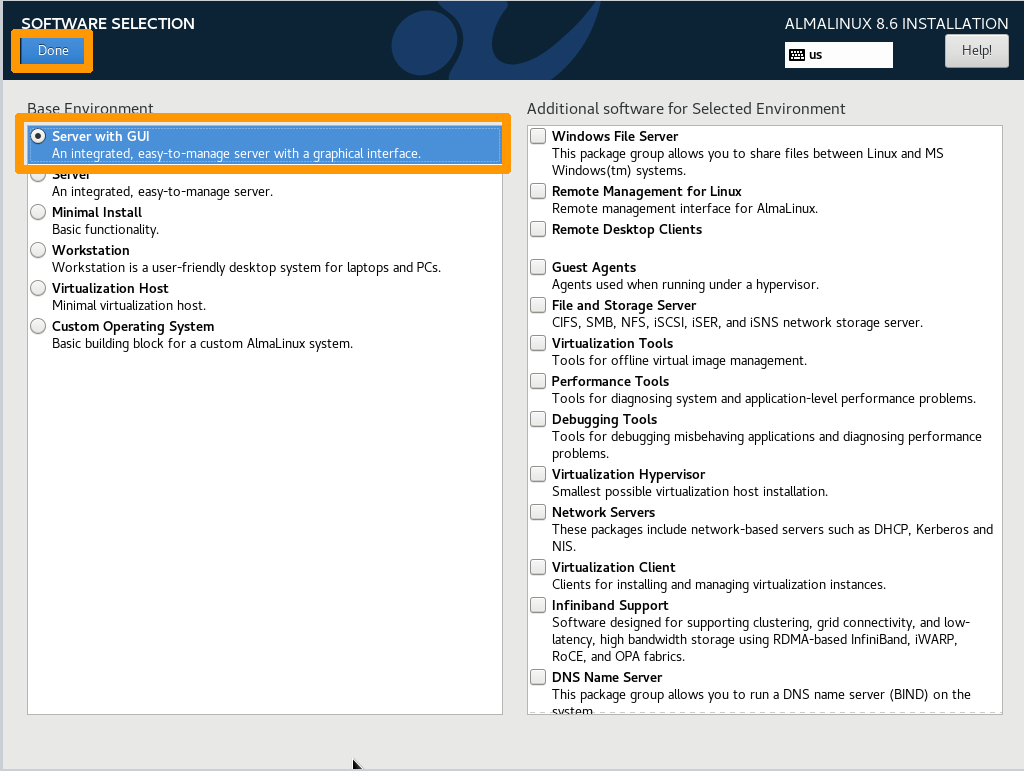 SOFTWARE SELECTION
Done
ALMALINUX 8.6 INSTALLATION
us
Help!
Base Environment
Server with GUI
An integrated, easy-to-manage server with a graphical interface.
Server
An integrated, easy-to-manage server.
Minimal Install
Basic functionality.
Workstation
Workstation is a user-friendly desktop system for laptops and PCs.
Virtualization Host
Minimal virtualization host.
Custom Operating System
Basic building block for a custom AlmaLinux system.
Additional software for Selected Environment
Windows File Server
This package group allows you to share files between Linux and MS
Windows(tm) systems.
Remote Management for Linux
Remote management interface for AlmaLinux.
Remote Desktop Clients
Guest Agents
Agents used when running under a hypervisor.
File and Storage Server
CIFS, SMB, NFS, iSCSI, iSER, and iSNS network storage server.
Virtualization Tools
Tools for offline virtual image management.
Performance Tools
Tools for diagnosing system and application-level performance problems.
Debugging Tools
Tools for debugging misbehaving applications and diagnosing performance
problems.
Virtualization Hypervisor
Smallest possible virtualization host installation.
Network Servers
These packages include network-based servers such as DHCP, Kerberos and
NIS.
Virtualization Client
Clients for installing and managing virtualization instances.
Infiniband Support
Software designed for supporting clustering, grid connectivity, and low-
latency, high bandwidth storage using RDMA-based InfiniBand, iWARP,
RoCE, and OPA fabrics.
DNS Name Server
This package group allows you to run a DNS name server (BIND) on the
system.